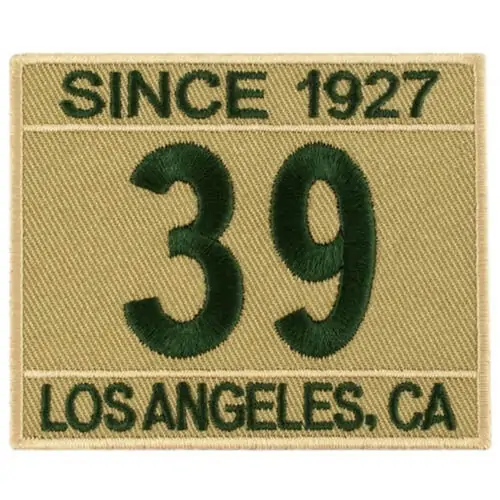 SINCE 1927
39
LOS ANGELES, CA